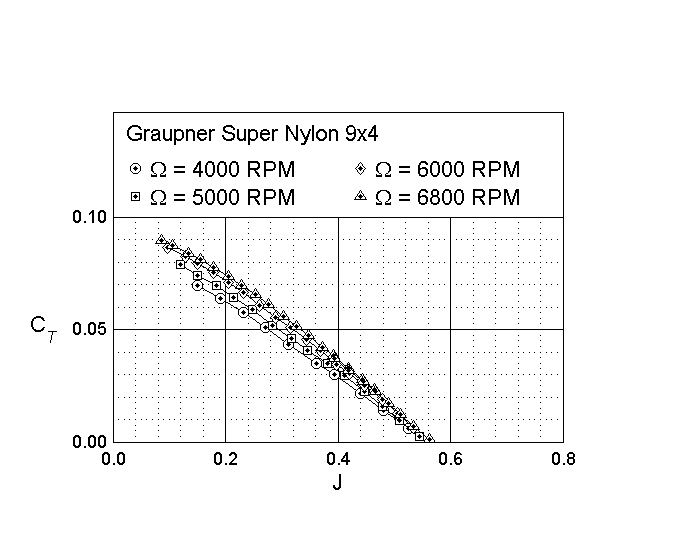 Graupner Super Nylon 9x4
Ω = 4000 RPM Ω = 6000 RPM
Ω = 5000 RPM Ω = 6800 RPM
0.10
0.05
C_T
0.00
0.0 0.2 0.4 0.6 0.8
J